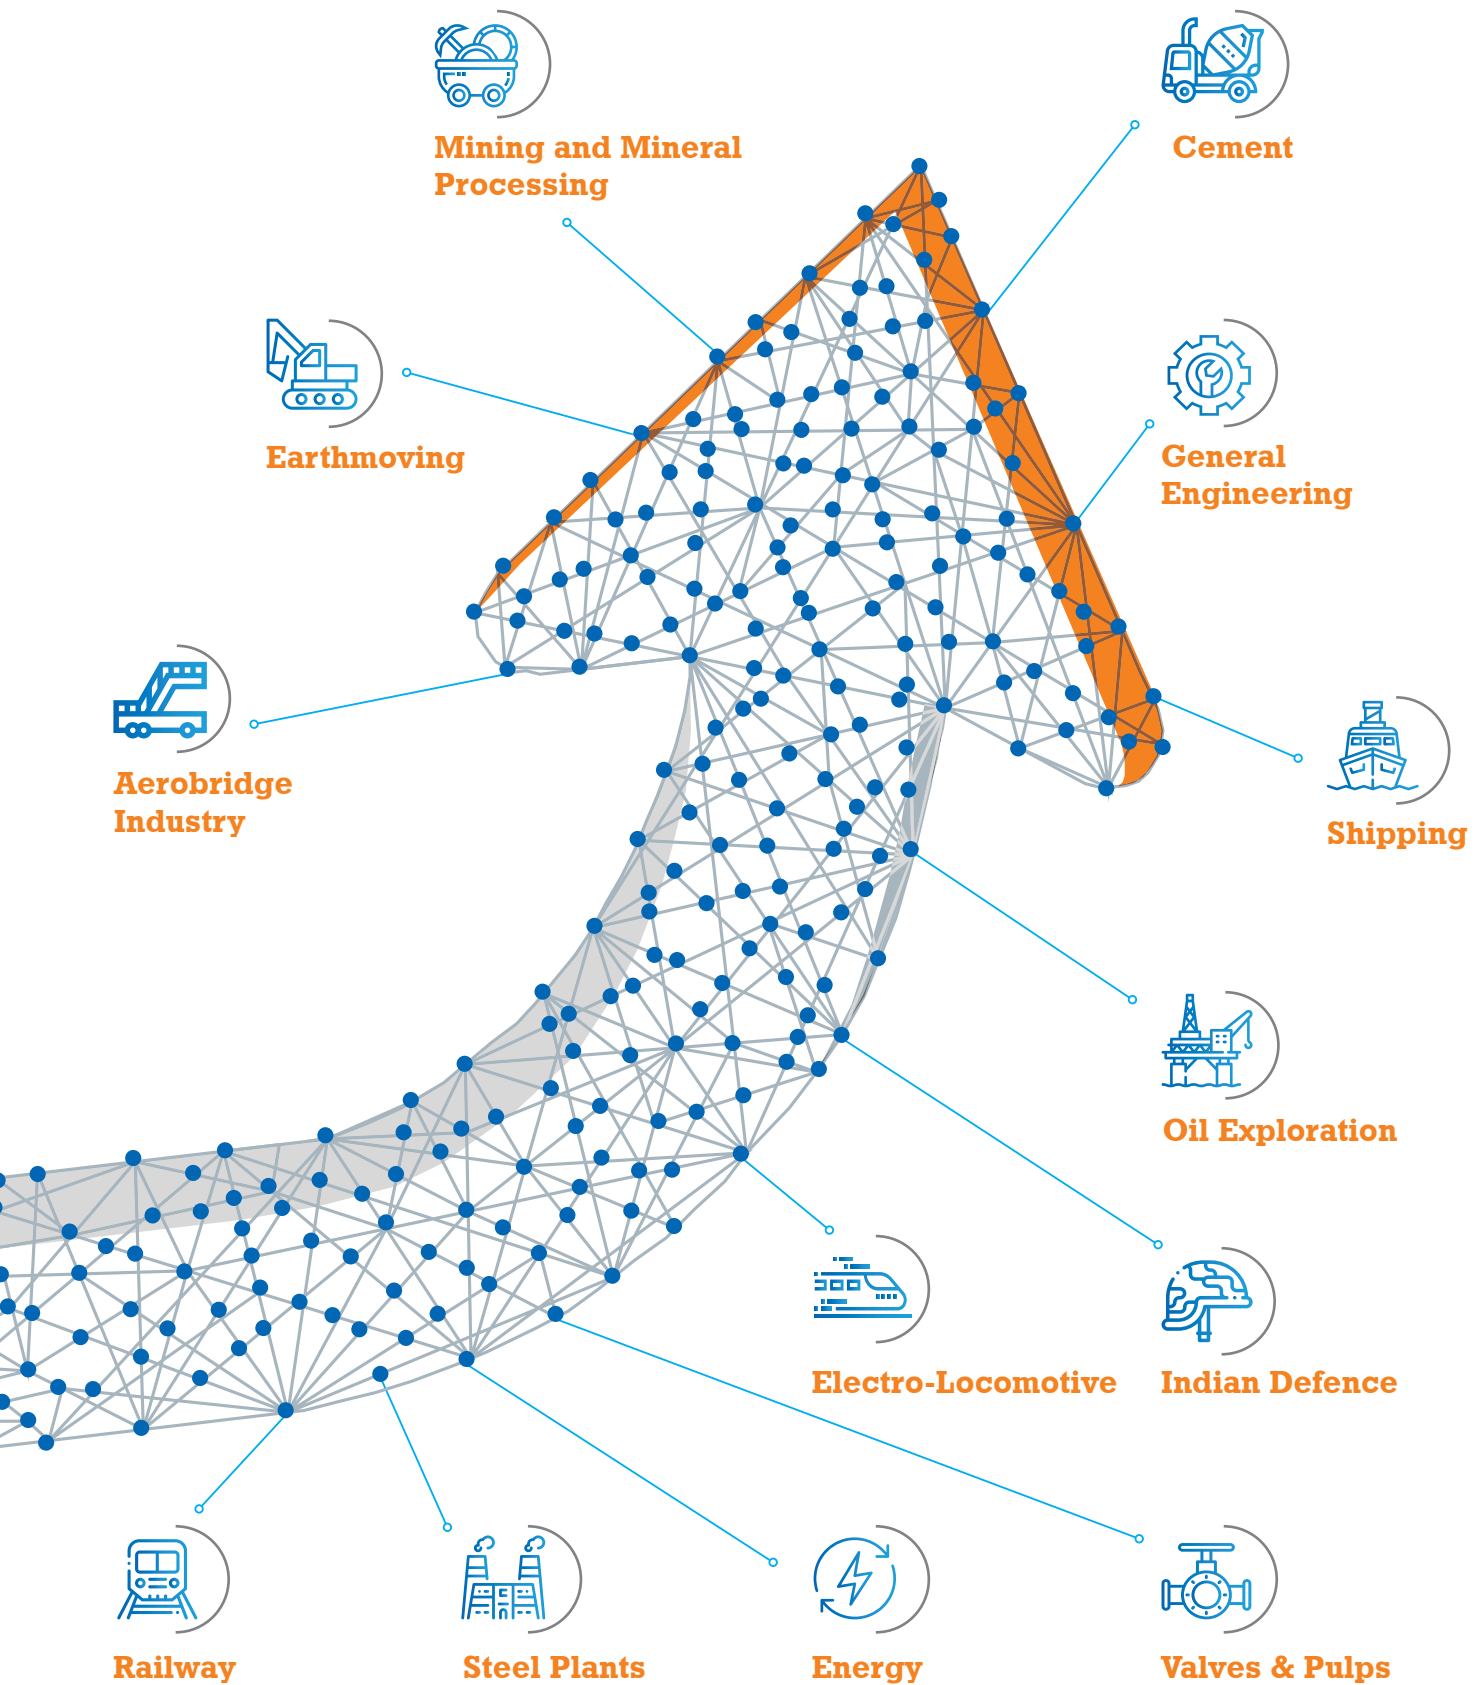 Mining and Mineral
Processing
Cement
Earthmoving
General
Engineering
Aerobridge
Industry
Shipping
Oil Exploration
Electro-Locomotive
Indian Defence
Railway
Steel Plants
Energy
Valves & Pulps